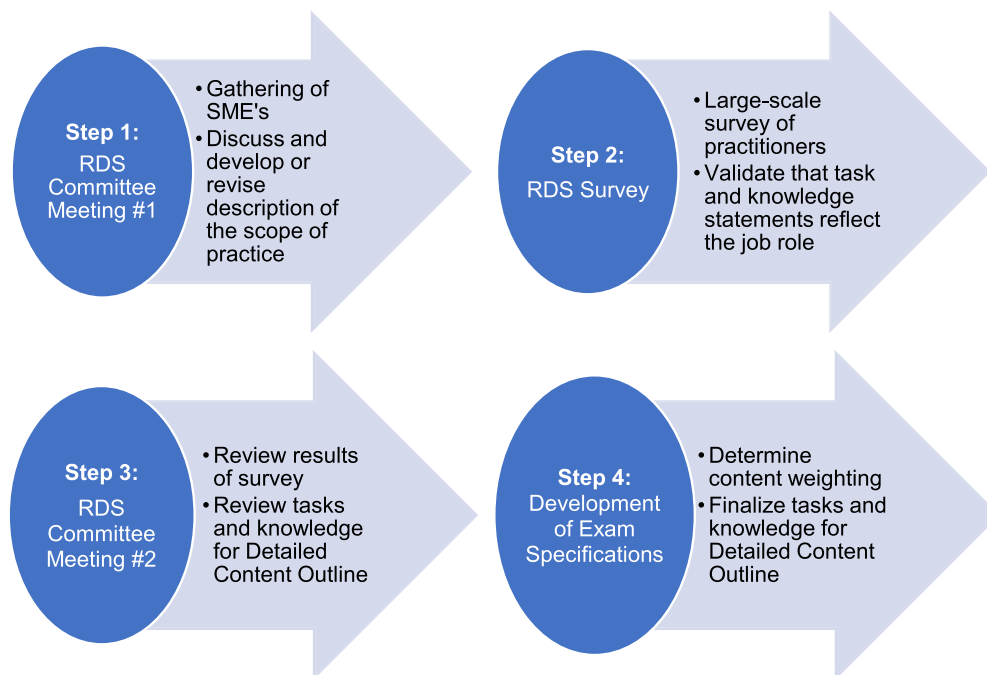 Step 1:
RDS
Committee
Meeting #1
• Gathering of
SME's
• Discuss and
develop or
revise
description of
the scope of
practice
Step 2:
RDS Survey
• Large-scale
survey of
practitioners
• Validate that task
and knowledge
statements reflect
the job role
Step 3:
RDS
Committee
Meeting #2
• Review results
of survey
• Review tasks
and knowledge
for Detailed
Content Outline
Step 4:
Development
of Exam
Specifications
• Determine
content weighting
• Finalize tasks and
knowledge for
Detailed Content
Outline